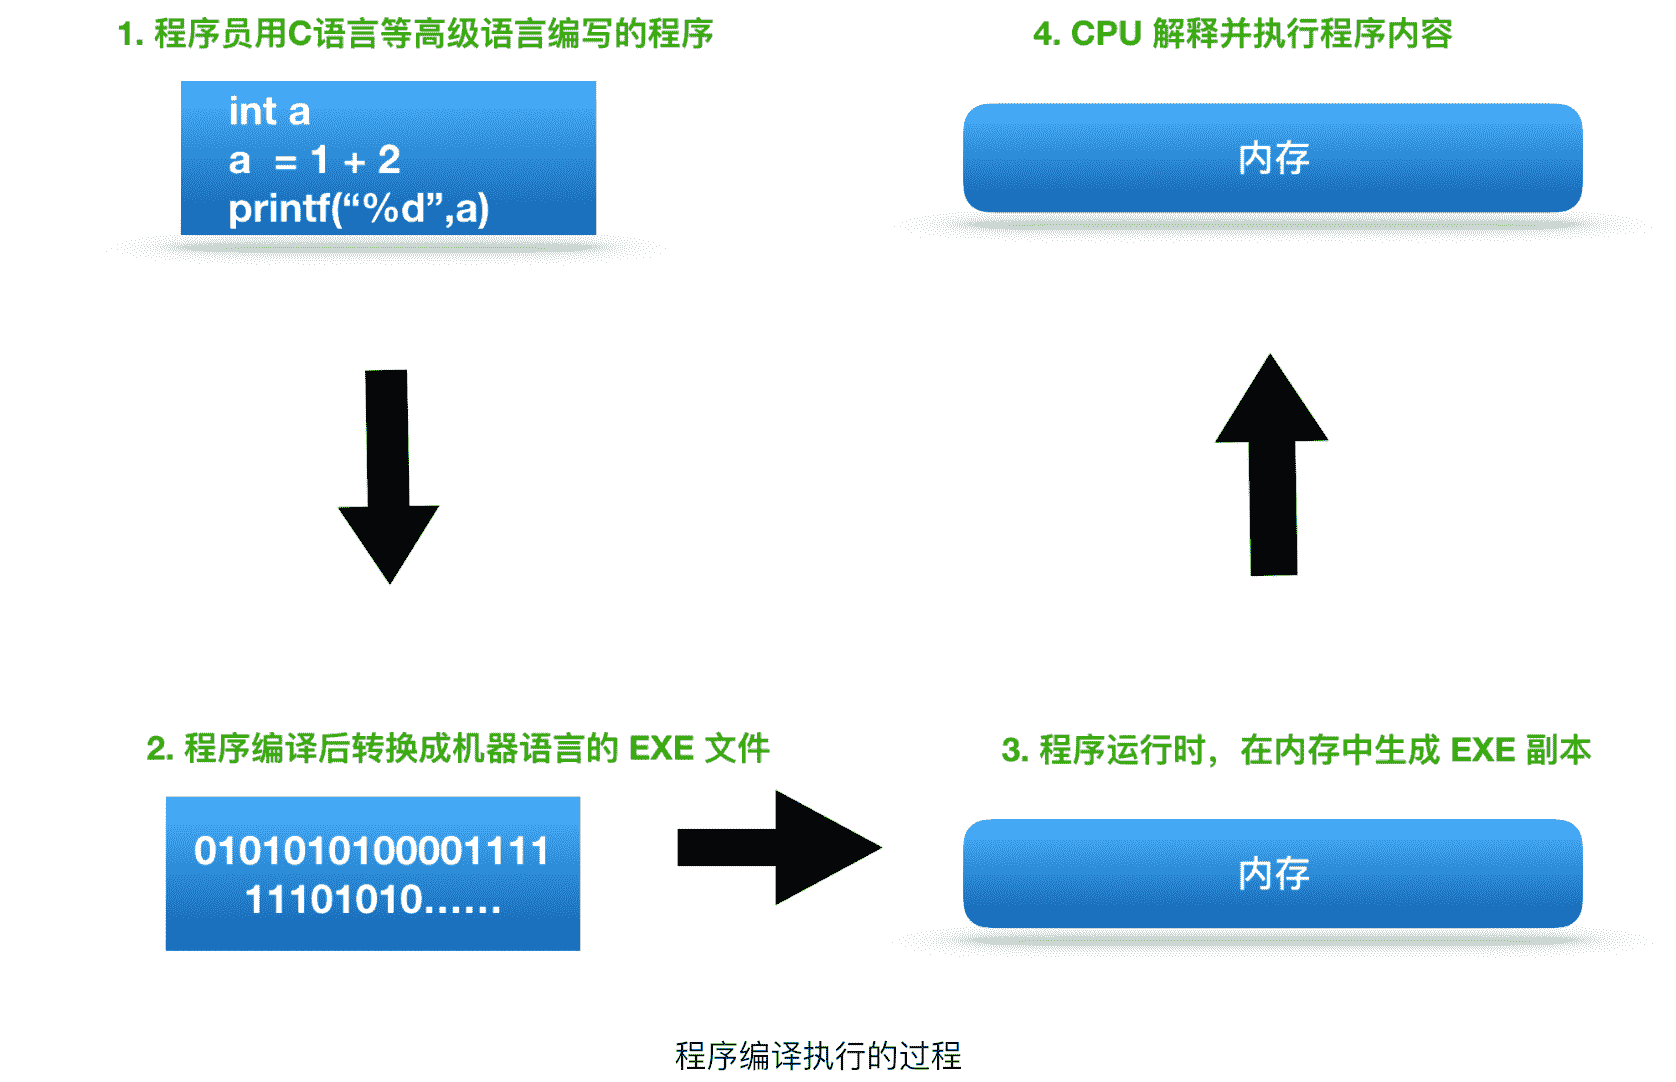 1. 程序员用C语言等高级语言编写的程序
int a
a  = 1 + 2
printf(“%d”,a)
2. 程序编译后转换成机器语言的 EXE 文件
0101010100001111
11101010......
3. 程序运行时，在内存中生成 EXE 副本
内存
4. CPU 解释并执行程序内容
内存
程序编译执行的过程